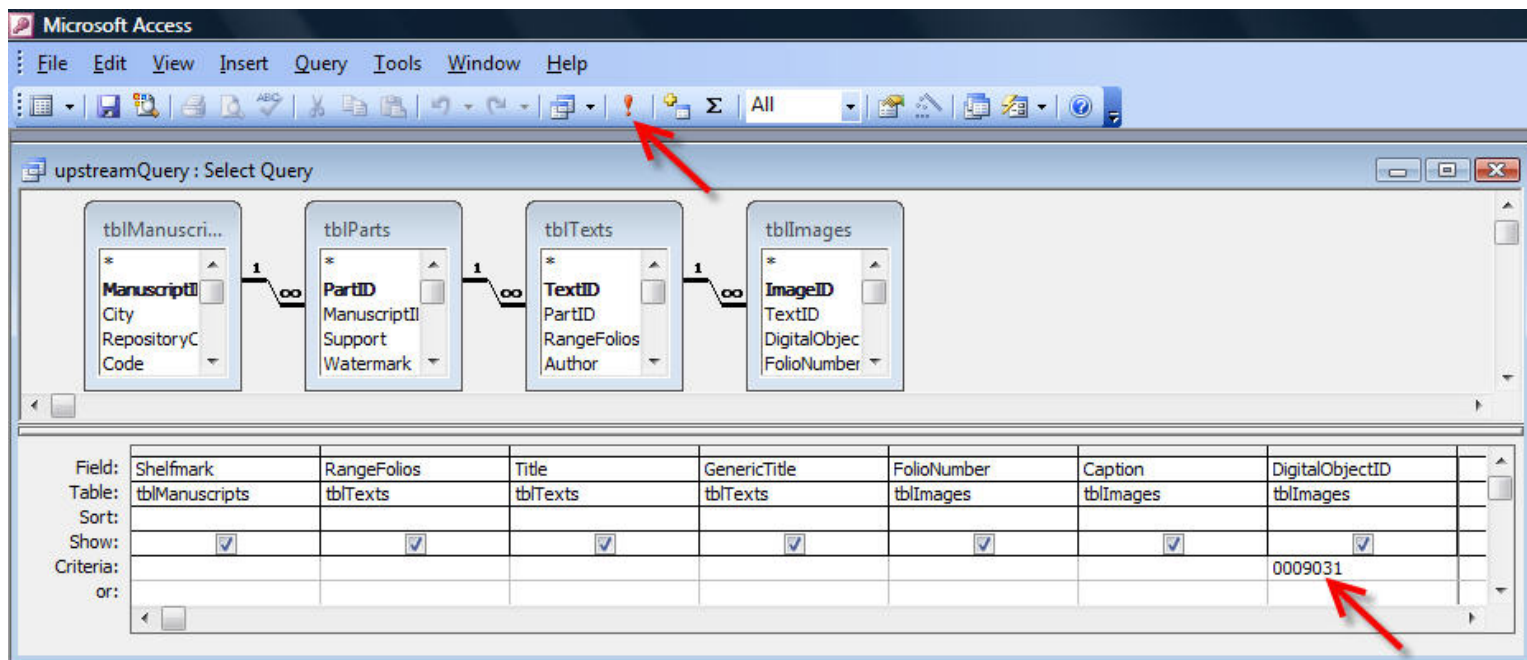 Microsoft Access
File Edit View Insert Query Tools Window Help
All
upstreamQuery : Select Query
tblManuscri... tblParts tblTexts tblImages
* * * *
1 ∞ 1 ∞ 1 ∞
ManuscriptI PartID TextID ImageID
City ManuscriptI PartID TextID
RepositoryC Support RangeFolios DigitalObjec
Code Watermark Author FolioNumber
Field: Shelfmark RangeFolios Title GenericTitle FolioNumber Caption DigitalObjectID
Table: tblManuscripts tblTexts tblTexts tblTexts tblImages tblImages tblImages
Sort:
Show:
Criteria: 0009031
or: